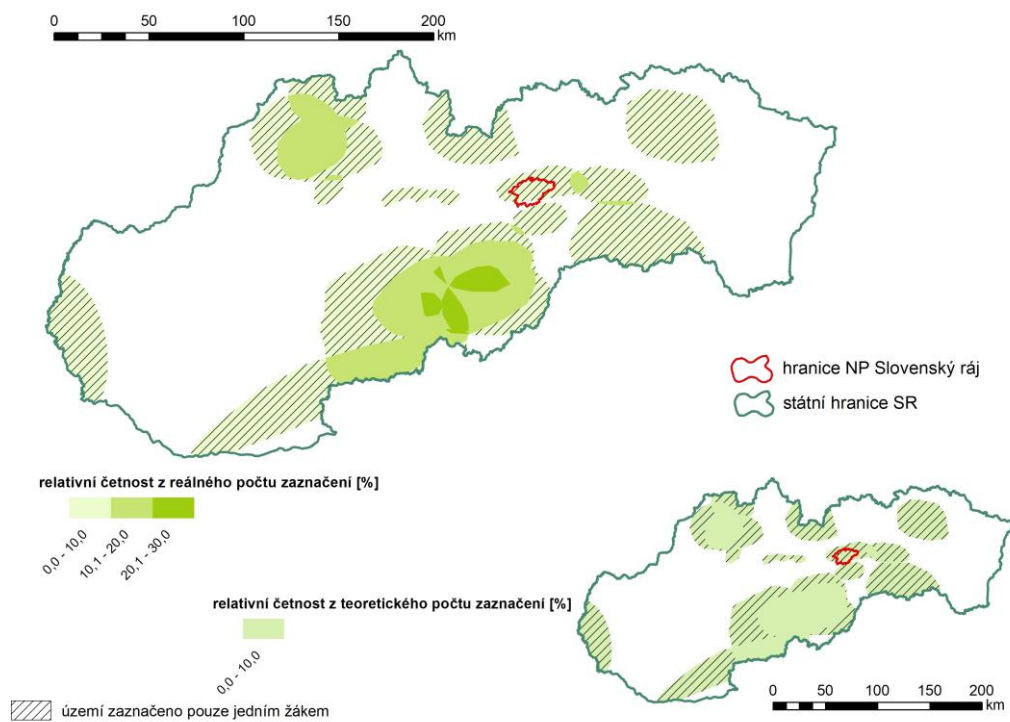 0 50 100 150 200
km
hranice NP Slovenský ráj
státní hranice SR
relativní četnost z reálného počtu zaznačení [%]
0,0 - 10,0
10,1 - 20,0
20,1 - 30,0
relativní četnost z teoretického počtu zaznačení [%]
0,0 - 10,0
území zaznačeno pouze jedním žákem
0 50 100 150 200
km